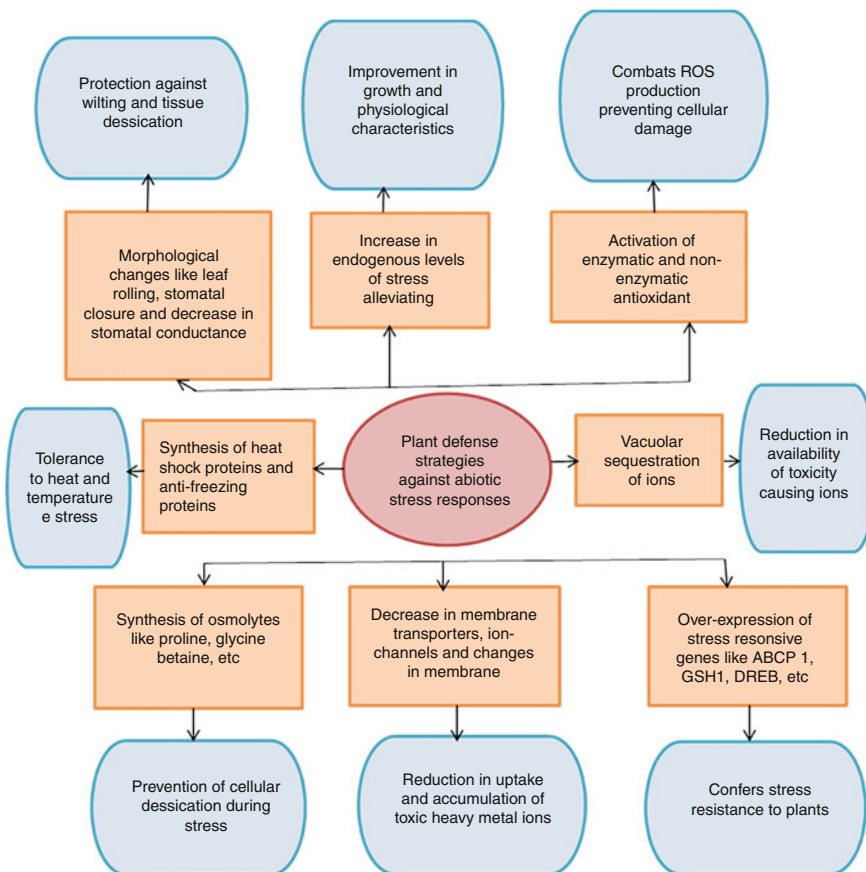 Protection against
wilting and tissue
dessication
Improvement in
growth and
physiological
characteristics
Combats ROS
production
preventing cellular
damage
Morphological
changes like leaf
rolling, stomatal
closure and decrease in
stomatal conductance
Increase in
endogenous levels
of stress
alleviating
Activation of
enzymatic and non-
enzymatic
antioxidant
Tolerance
to heat and
temperature
e stress
Synthesis of heat
shock proteins and
anti-freezing
proteins
Plant defense
strategies
against abiotic
stress responses
Vacuolar
sequestration
of ions
Reduction in
availability
of toxicity
causing ions
Synthesis of osmolytes
like proline, glycine
betaine, etc
Decrease in membrane
transporters, ion-
channels and changes
in membrane
Over-expression of
stress resonsive
genes like ABCP 1,
GSH1, DREB, etc
Prevention of cellular
dessication during
stress
Reduction in uptake
and accumulation of
toxic heavy metal ions
Confers stress
resistance to plants